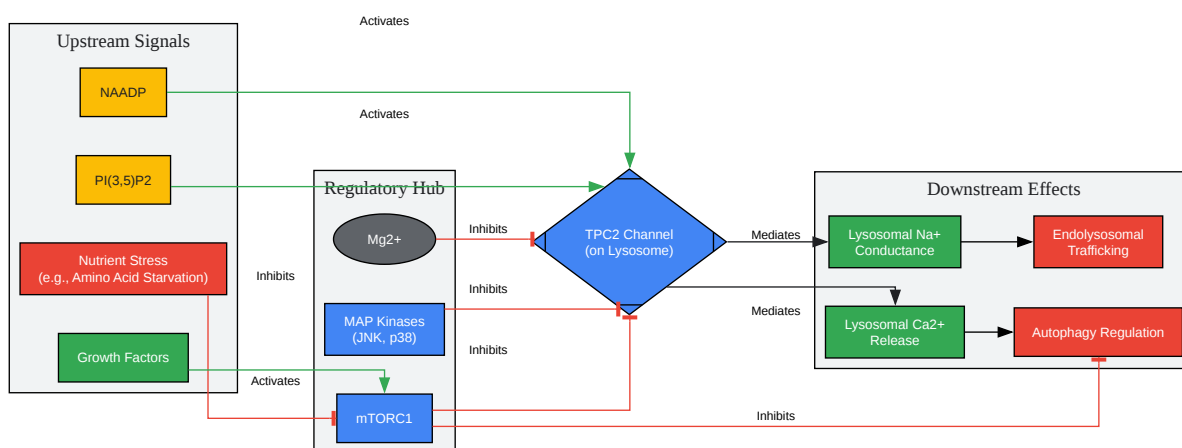 Activates
Upstream Signals
NAADP
Activates
PI(3,5)P2
Regulatory Hub
Downstream Effects
Mg2+
Inhibits
TPC2 Channel
(on Lysosome)
Mediates
Lysosomal Na+
Conductance
Endolysosomal
Trafficking
Nutrient Stress
(e.g., Amino Acid Starvation)
Inhibits
Inhibits
MAP Kinases
(JNK, p38)
Mediates
Lysosomal Ca2+
Release
Autophagy Regulation
Growth Factors
Inhibits
Activates
mTORC1
Inhibits